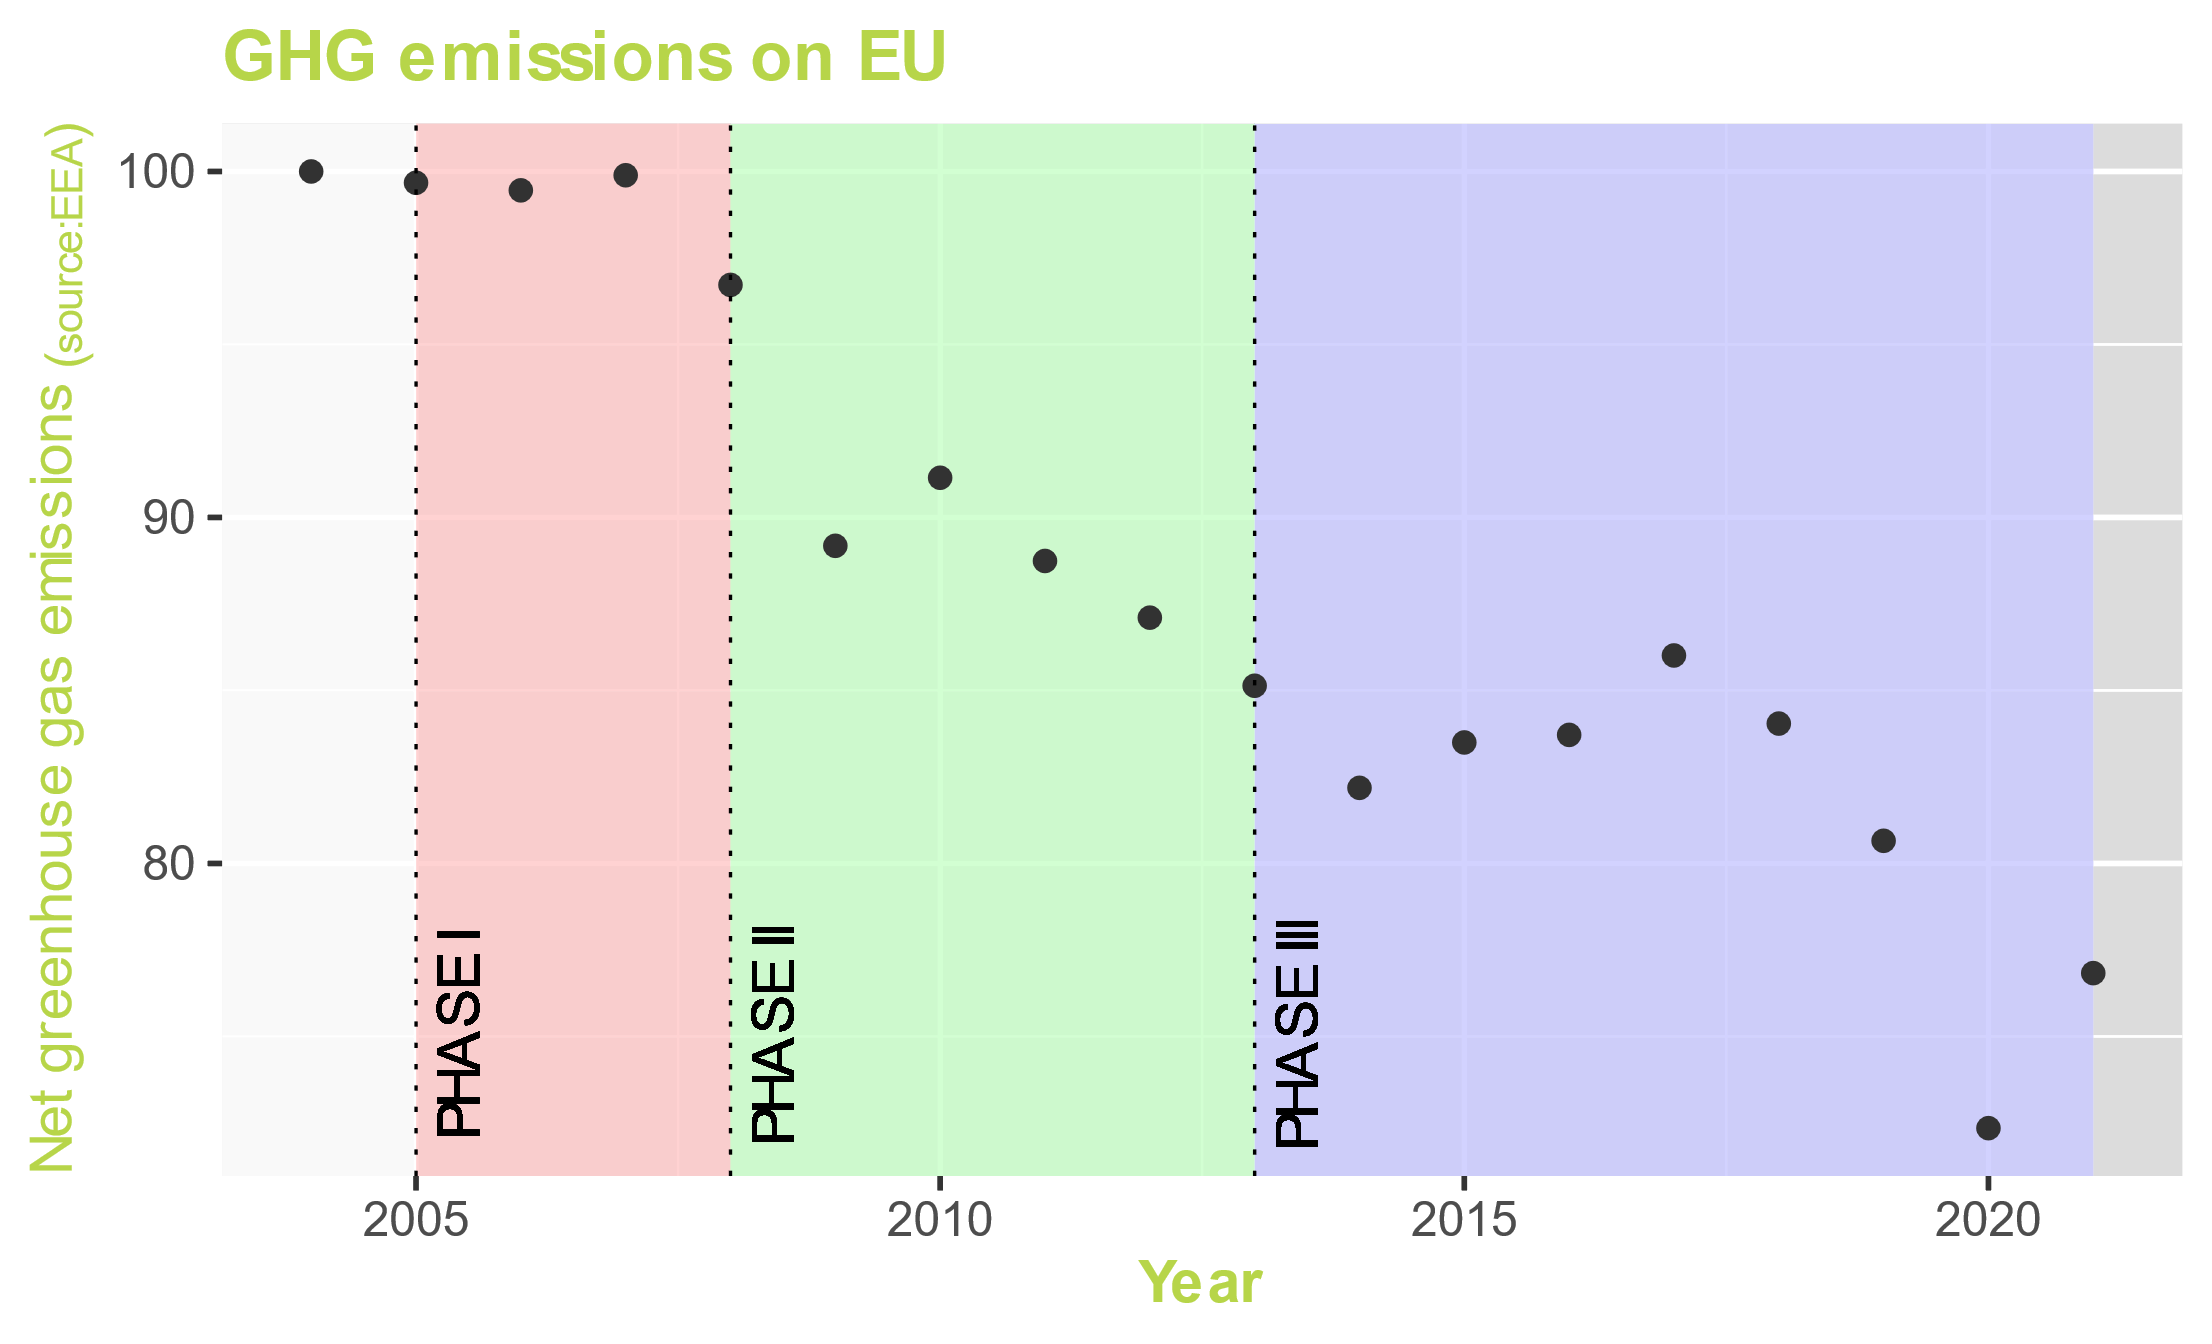 GHG emissions on EU
Net greenhouse gas emissions (source:EEA)
100
90
80
PHASE I
PHASE II
PHASE III
2005
2010
2015
2020
Year